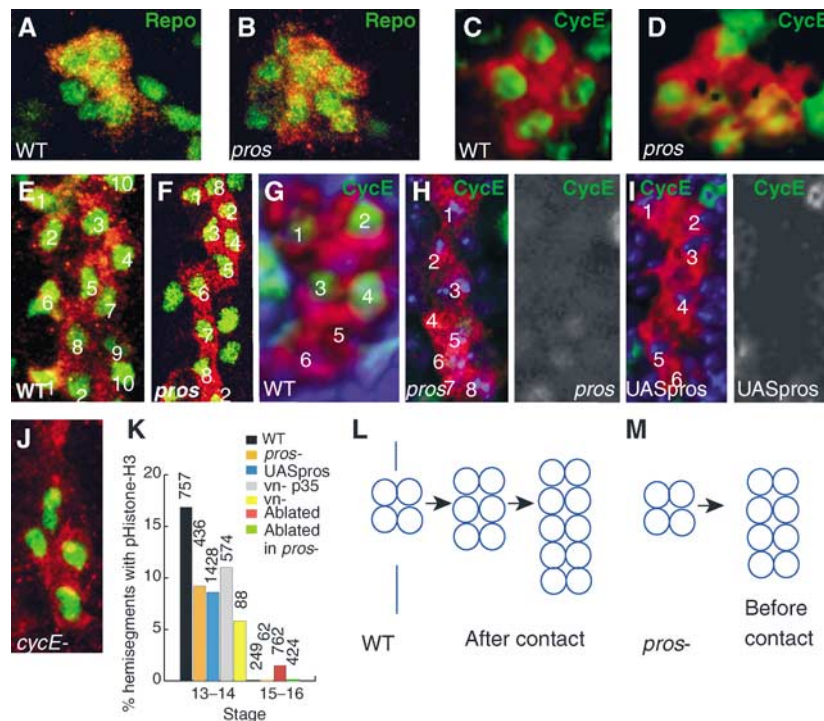 A Repo
WT
B Repo
pros
C CycE
WT
D CycE
pros
E 10
1 3
2 4
6 5
7
8 9
WT 1 2 10
F 8
1 2
3 4
5
6
7
8
pros 2
G CycE
1 2
3 4
5
6
WT
H CycE
1
2
3
4
5
6
pros 7 8
pros
I CycE CycE
1 2
3
4
5
6
UASpros UASpros
J
cycE-
K
% hemisegments with pHistone-H3
20
15
10
5
0
757
436
1428
574
88
249
62
762
424
13–14 15–16
Stage
WT
pros-
UASpros
vn- p35
vn-
Ablated
Ablated
in pros-
L
WT
After contact
M
pros-
Before
contact